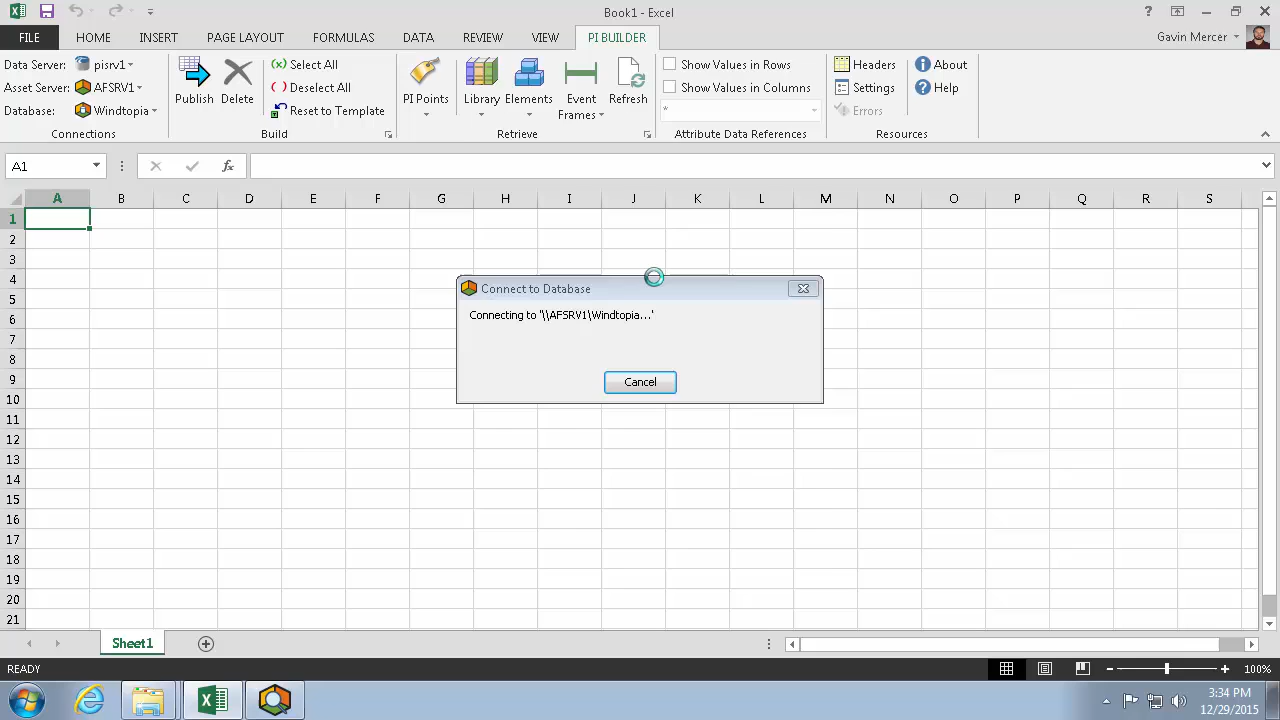 Book1 - Excel
?
FILE HOME INSERT PAGE LAYOUT FORMULAS DATA REVIEW VIEW PI BUILDER Gavin Mercer
Data Server: pisrv1
Asset Server: AFSRV1
Database: Windtopia
Connections
Publish Delete
(x) Select All
( ) Deselect All
Reset to Template
Build
PI Points
Library Elements Event Frames Refresh
Retrieve
Show Values in Rows
Show Values in Columns
*
Attribute Data References
Headers
Settings
Errors
About
Help
Resources
A1 fx
A B C D E F G H I J K L M N O P Q R S
1
2
3
4
5
6
7
8
9
10
11
12
13
14
15
16
17
18
19
20
21
Connect to Database
Connecting to '\\AFSRV1\Windtopia...'
Cancel
Sheet1
READY 100%
3:34 PM
12/29/2015